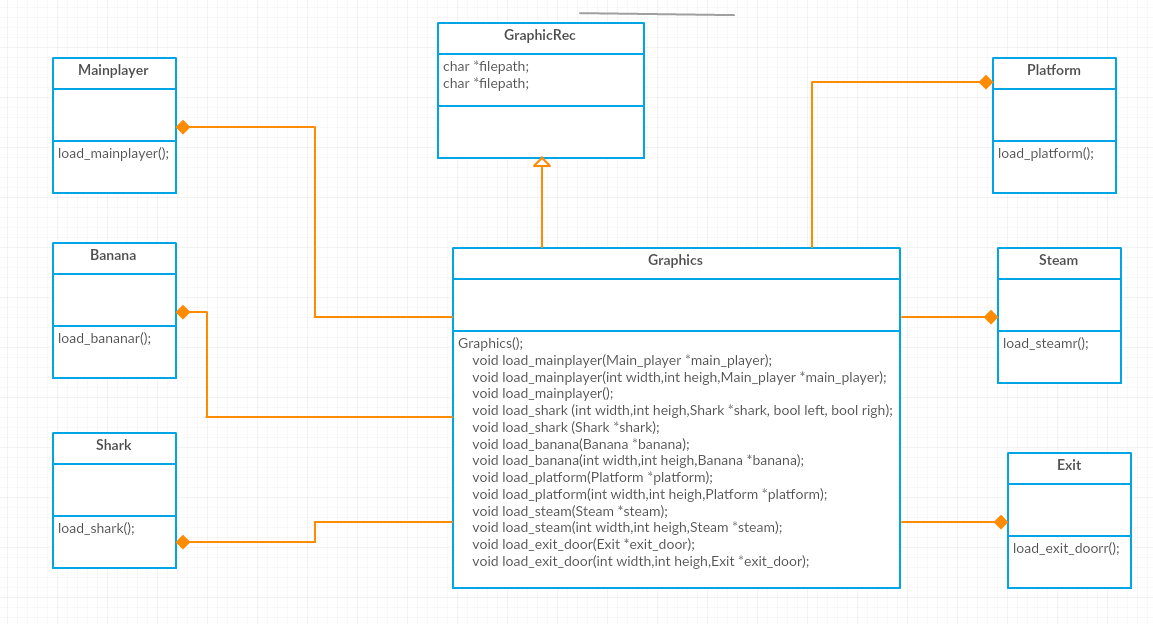 GraphicRec
char *filepath;
char *filepath;
Mainplayer
load_mainplayer();
Platform
load_platform();
Banana
load_bananar();
Graphics
Graphics();
void load_mainplayer(Main_player *main_player);
void load_mainplayer(int width,int heigh,Main_player *main_player);
void load_mainplayer();
void load_shark (int width,int heigh,Shark *shark, bool left, bool righ);
void load_shark (Shark *shark);
void load_banana(Banana *banana);
void load_banana(int width,int heigh,Banana *banana);
void load_platform(Platform *platform);
void load_platform(int width,int heigh,Platform *platform);
void load_steam(Steam *steam);
void load_steam(int width,int heigh,Steam *steam);
void load_exit_door(Exit *exit_door);
void load_exit_door(int width,int heigh,Exit *exit_door);
Steam
load_steamr();
Shark
load_shark();
Exit
load_exit_doorr();